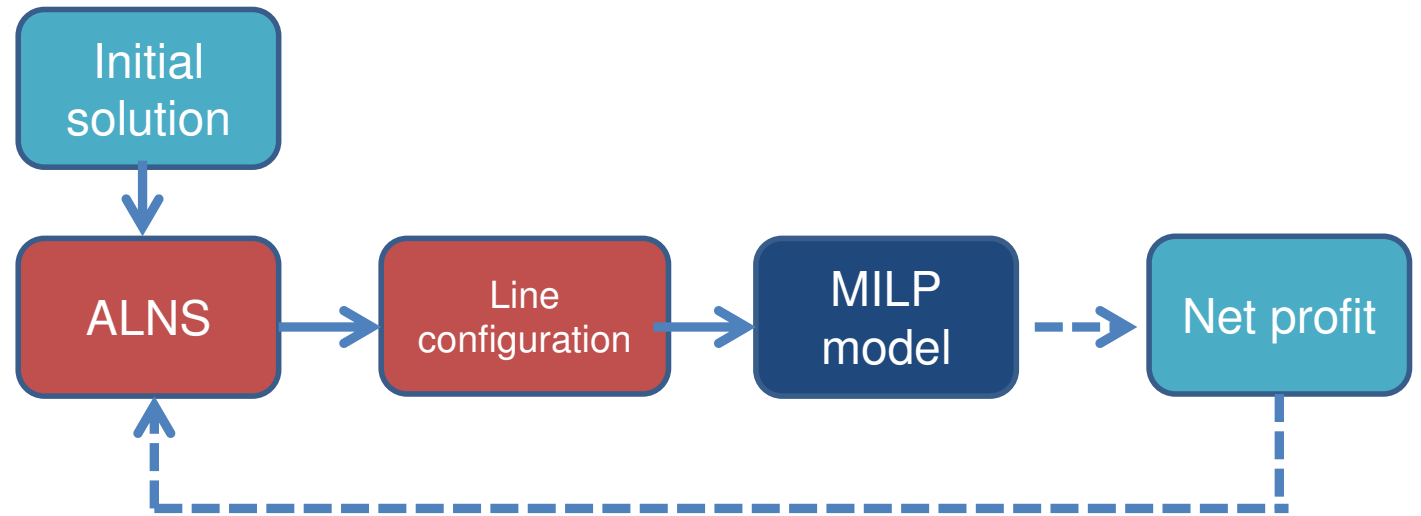 Initial
solution
ALNS
Line
configuration
MILP
model
Net profit